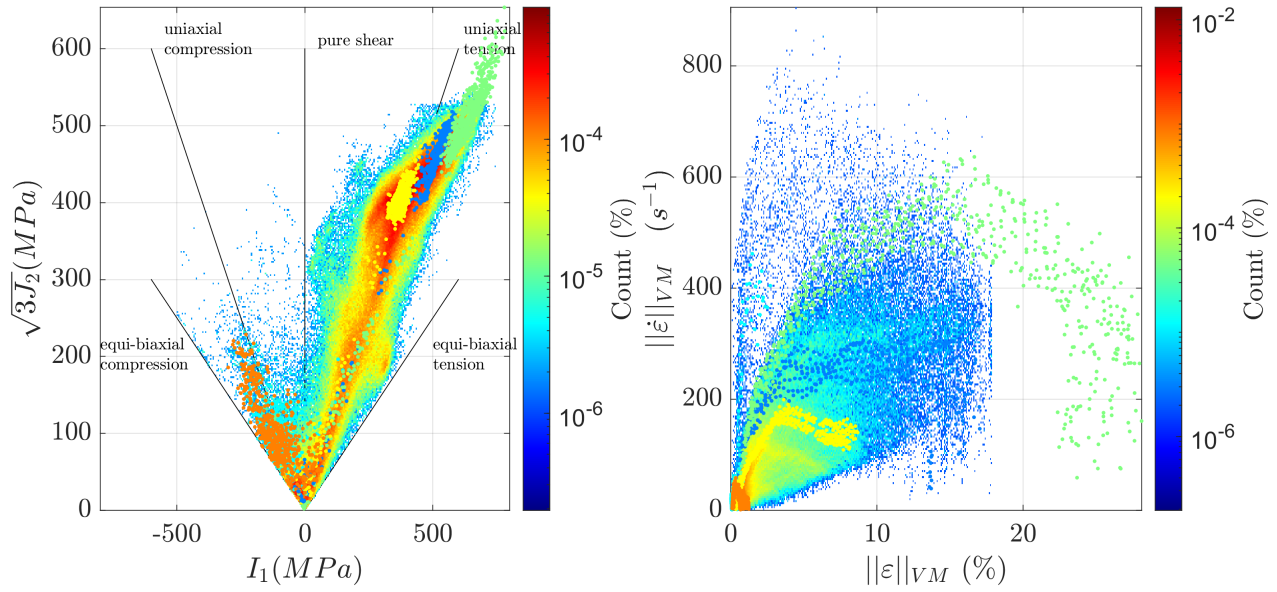 uniaxial
compression
pure shear
uniaxial
tension
equi-biaxial
compression
equi-biaxial
tension
600
500
400
300
200
100
0
-500
0
500
√3J₂(MPa)
I₁(MPa)
10⁻⁴
10⁻⁵
10⁻⁶
Count (%)
800
600
400
200
0
0
10
20
||ε̇||VM (s⁻¹)
||ε||VM (%)
10⁻²
10⁻⁴
10⁻⁶
Count (%)